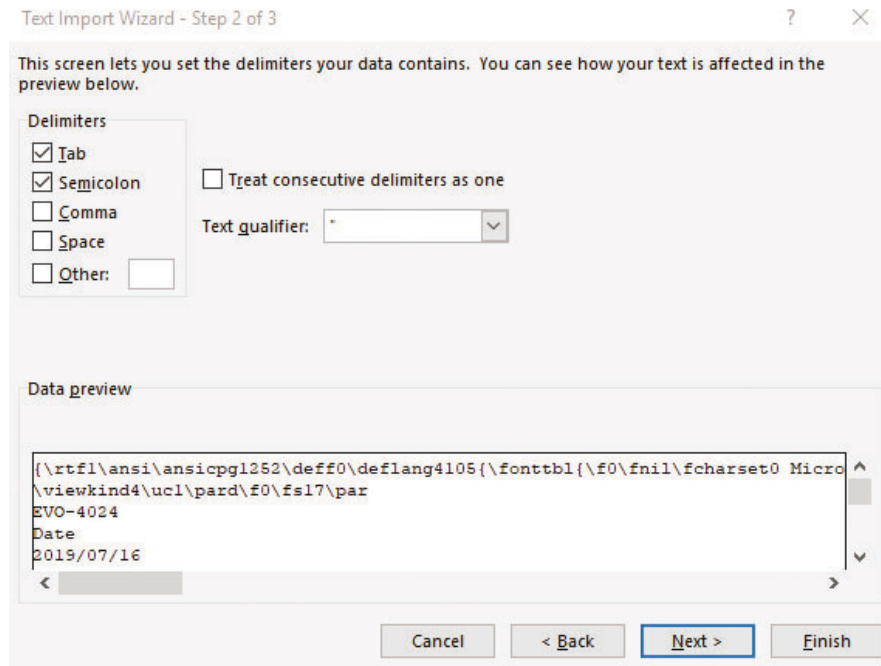 Text Import Wizard - Step 2 of 3 ?
This screen lets you set the delimiters your data contains. You can see how your text is affected in the
preview below.
Delimiters
Tab
Semicolon
Comma
Space
Other:
Treat consecutive delimiters as one
Text qualifier: "
Data preview
{\rtf1\ansi\ansicpg1252\deff0\deflang4105{\fonttbl{\f0\fnil\fcharset0 Micro
\viewkind4\uc1\pard\f0\fs17\par
EVO-4024
Date
2019/07/16
Cancel < Back Next > Finish